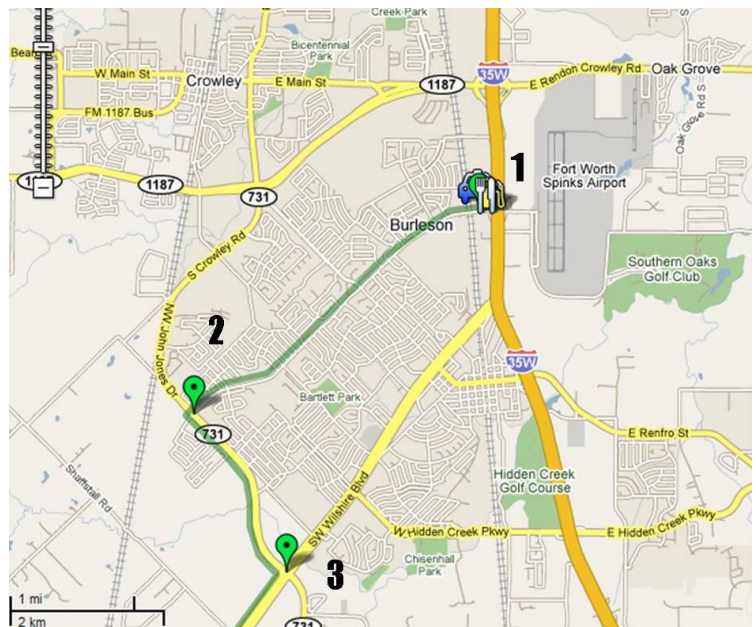 Creek Park
Bicentennial
Park
35W
W Main St
Crowley
E Main St
1187
E Rendon Crowley Rd
Oak Grove
FM 1187 Bus
Oak Grove Rd S
1
Fort Worth
Spinks Airport
1187
731
Burleson
S Crowley Rd
Southern Oaks
Golf Club
2
NW John Jones Dr
35W
Bartlett Park
731
E Renfro St
Shaffstall Rd
Hidden Creek
Golf Course
SW Wilshire Blvd
W Hidden Creek Pkwy
E Hidden Creek Pkwy
Chisenhall
Park
3
1 mi
2 km
731